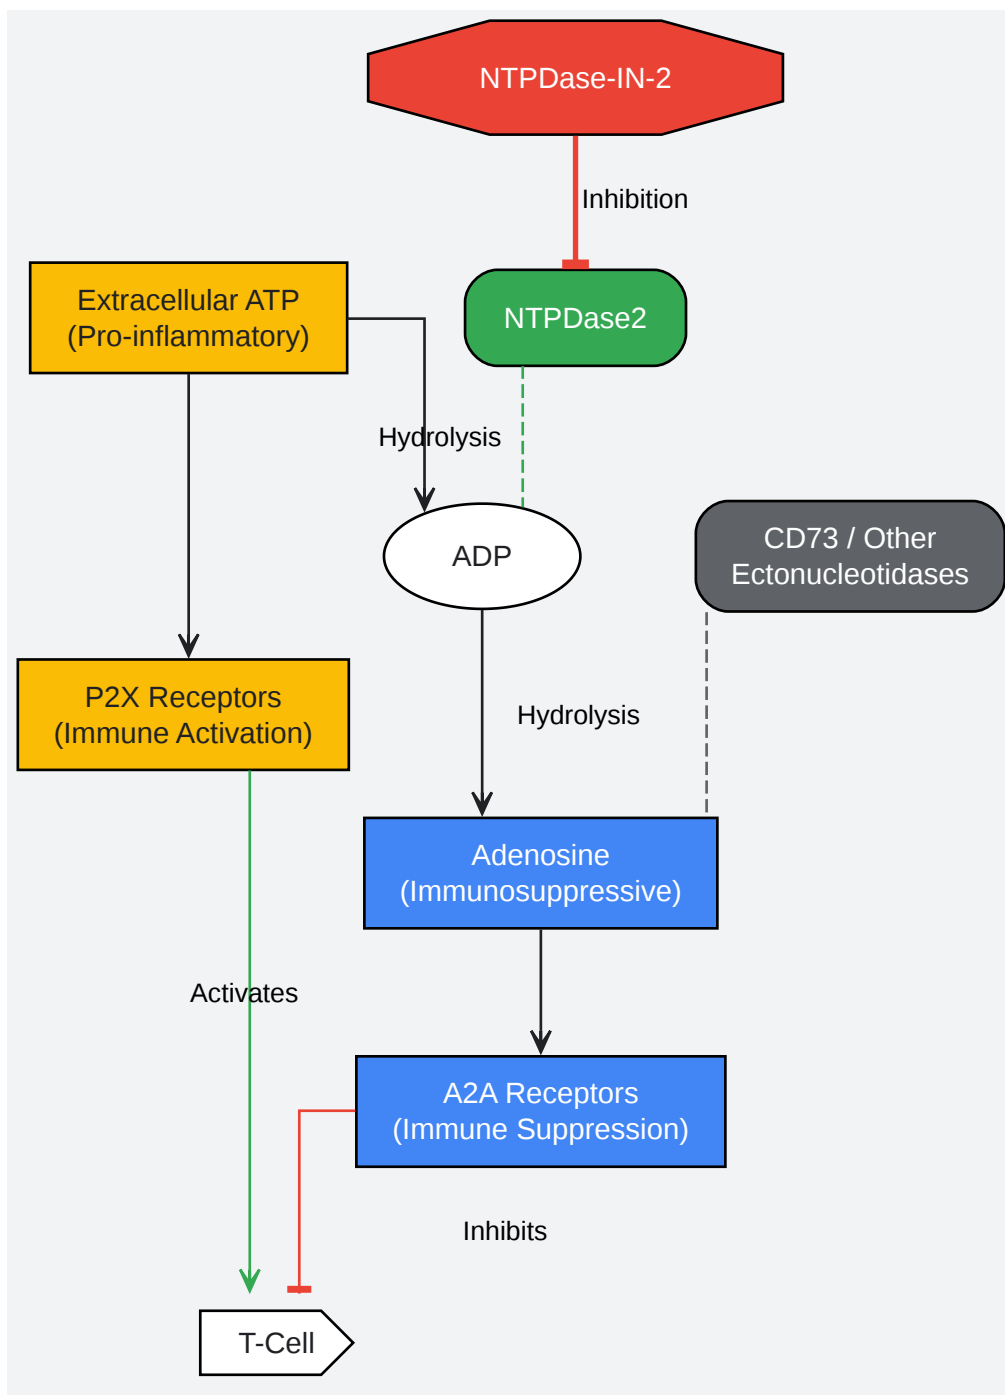 NTPDase-IN-2
Inhibition
Extracellular ATP
(Pro-inflammatory)
NTPDase2
Hydrolysis
ADP
CD73 / Other
Ectonucleotidases
P2X Receptors
(Immune Activation)
Hydrolysis
Adenosine
(Immunosuppressive)
Activates
A2A Receptors
(Immune Suppression)
Inhibits
T-Cell